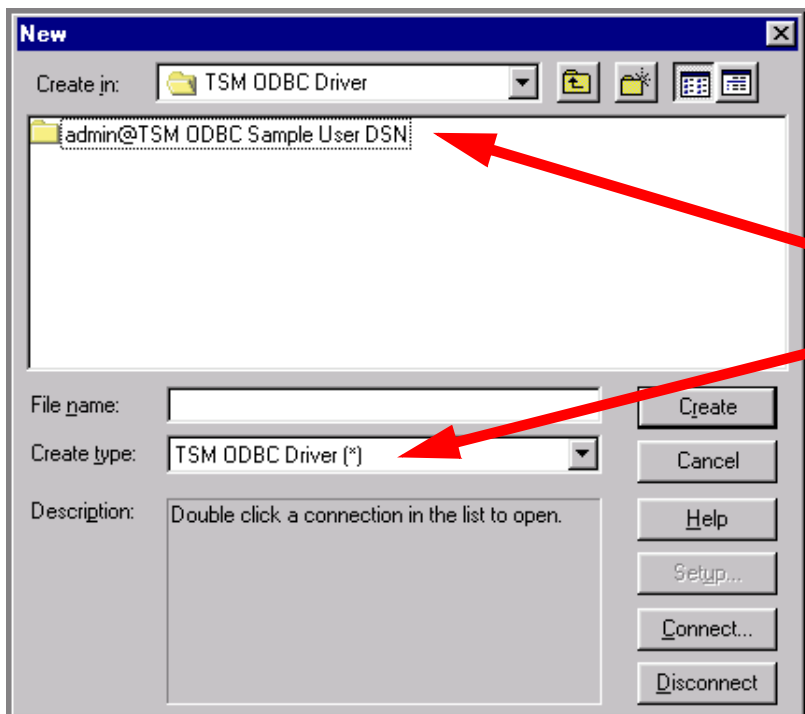 New
Create in: TSM ODBC Driver
admin@TSM ODBC Sample User DSN
File name:
Create
Create type: TSM ODBC Driver (*)
Cancel
Description: Double click a connection in the list to open.
Help
Setup...
Connect...
Disconnect